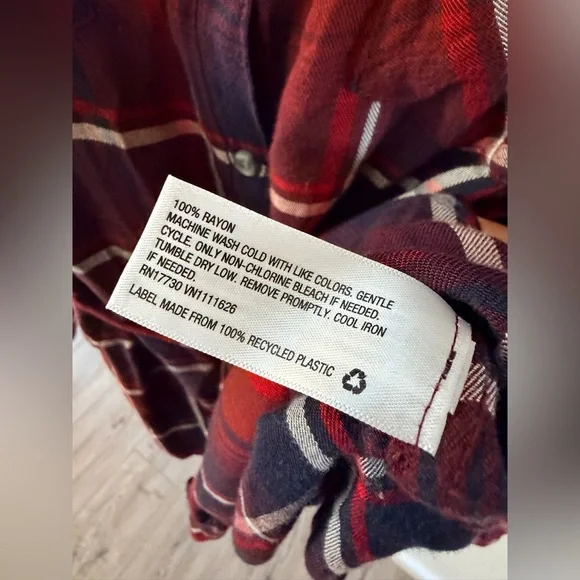 100% RAYON
MACHINE WASH COLD WITH LIKE COLORS. GENTLE
CYCLE. ONLY NON-CHLORINE BLEACH IF NEEDED.
TUMBLE DRY LOW. REMOVE PROMPTLY. COOL IRON
IF NEEDED.
RN17730 VN1111626
LABEL MADE FROM 100% RECYCLED PLASTIC